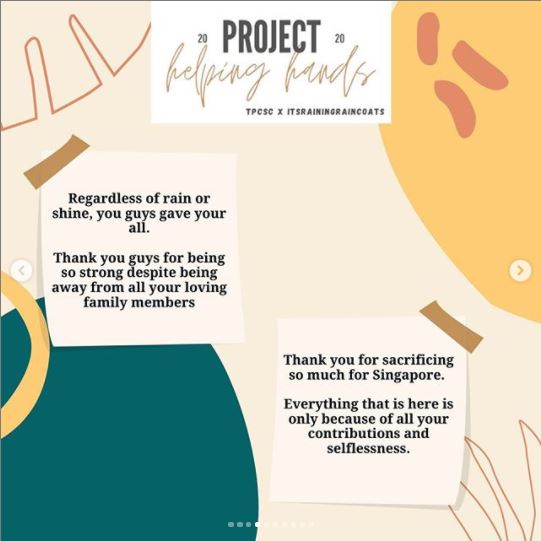 20 PROJECT 20
helping hands
TPCSC X ITSRAININGRAINCOATS
Regardless of rain or
shine, you guys gave your
all.
Thank you guys for being
so strong despite being
away from all your loving
family members
Thank you for sacrificing
so much for Singapore.
Everything that is here is
only because of all your
contributions and
selflessness.